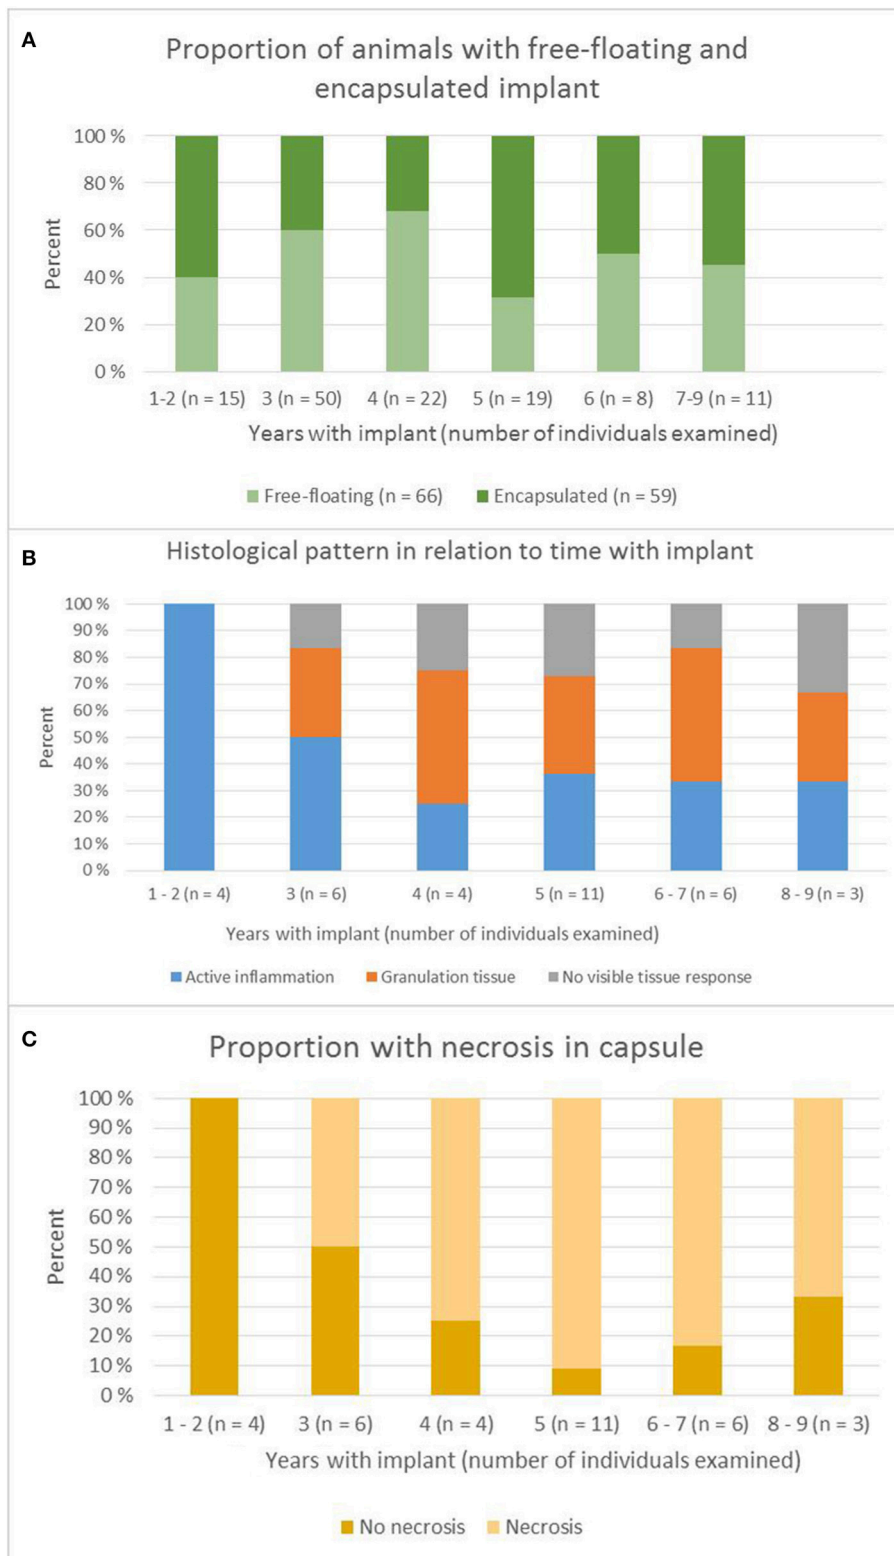 A
Proportion of animals with free-floating and
encapsulated implant
100 %
80 %
60 %
40 %
20 %
0 %
Percent
1-2 (n = 15) 3 (n = 50) 4 (n = 22) 5 (n = 19) 6 (n = 8) 7-9 (n = 11)
Years with implant (number of individuals examined)
Free-floating (n = 66) Encapsulated (n = 59)
B
Histological pattern in relation to time with implant
100 %
90 %
80 %
70 %
60 %
50 %
40 %
30 %
20 %
10 %
0 %
Percent
1 - 2 (n = 4) 3 (n = 6) 4 (n = 4) 5 (n = 11) 6 - 7 (n = 6) 8 - 9 (n = 3)
Years with implant (number of individuals examined)
Active inflammation Granulation tissue No visible tissue response
C
Proportion with necrosis in capsule
100 %
90 %
80 %
70 %
60 %
50 %
40 %
30 %
20 %
10 %
0 %
Percent
1 - 2 (n = 4) 3 (n = 6) 4 (n = 4) 5 (n = 11) 6 - 7 (n = 6) 8 - 9 (n = 3)
Years with implant (number of individuals examined)
No necrosis Necrosis